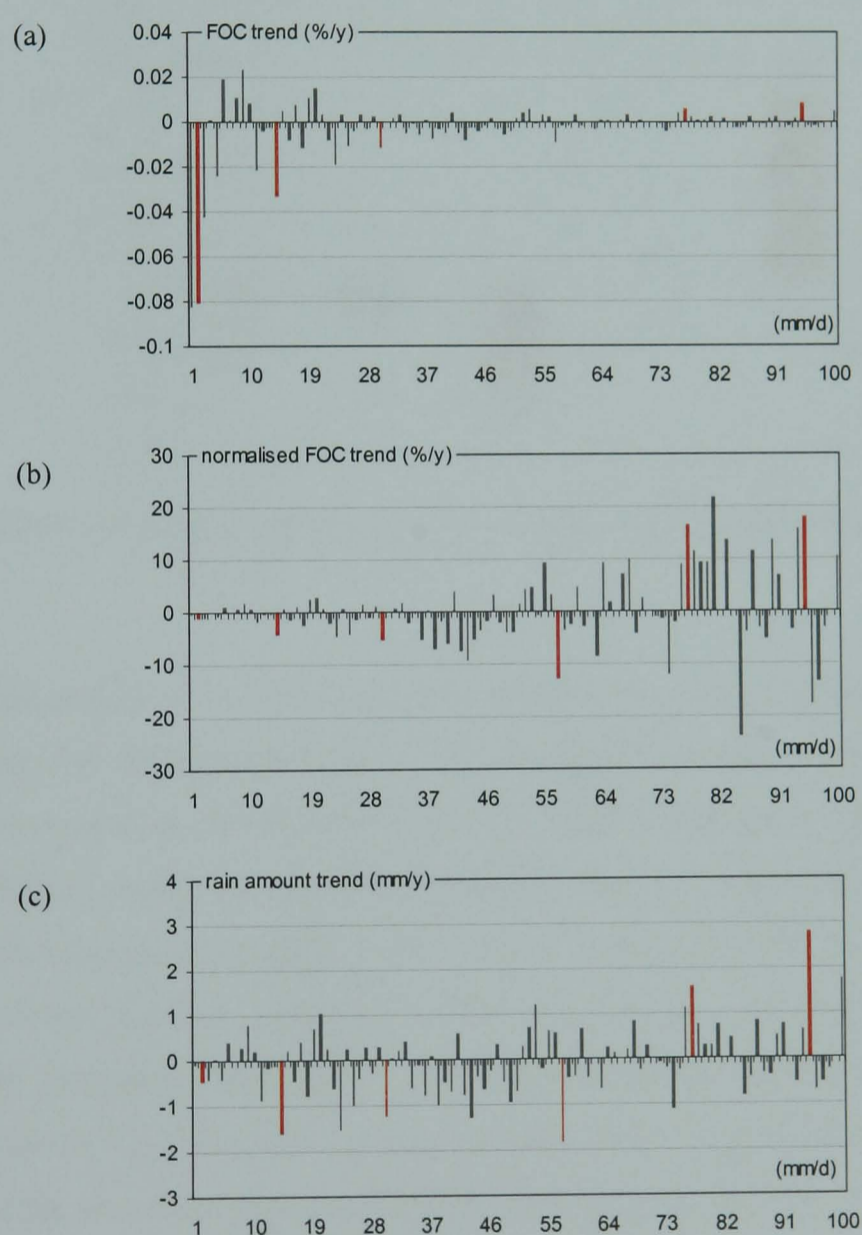 (a)
FOC trend (%/y)
0.04
0.02
0
-0.02
-0.04
-0.06
-0.08
-0.1
(mm/d)
1 10 19 28 37 46 55 64 73 82 91 100
(b)
normalised FOC trend (%/y)
30
20
10
0
-10
-20
-30
(mm/d)
1 10 19 28 37 46 55 64 73 82 91 100
(c)
rain amount trend (mm/y)
4
3
2
1
0
-1
-2
-3
(mm/d)
1 10 19 28 37 46 55 64 73 82 91 100